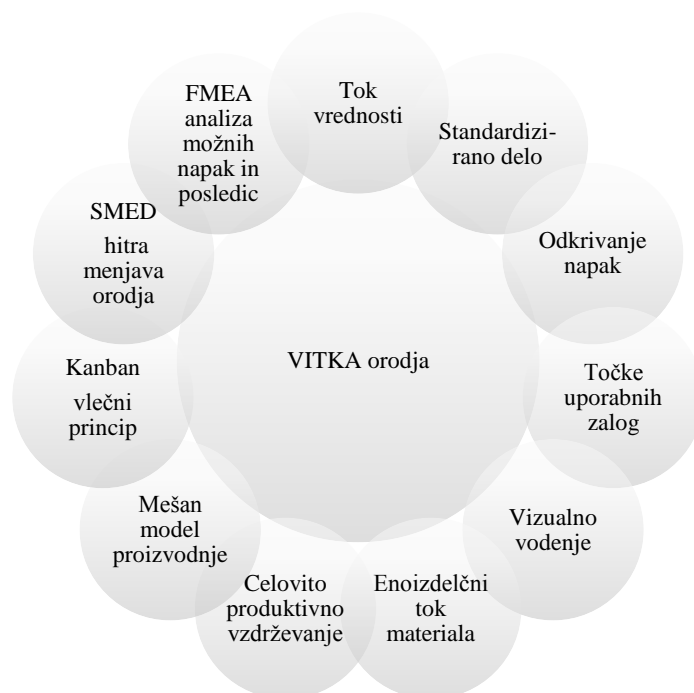 Tok
vrednosti
Standardizi-
rano delo
Odkrivanje
napak
Točke
uporabnih
zalog
Vizualno
vodenje
Enoizdelčni
tok
materiala
Celovito
produktivno
vzdrževanje
Mešan
model
proizvodnje
Kanban
vlečni
princip
SMED
hitra
menjava
orodja
FMEA
analiza
možnih
napak in
posledic
VITKA orodja